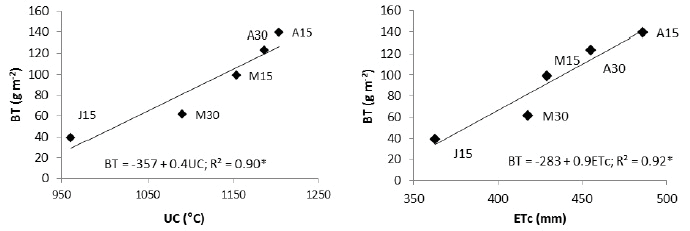 160
140
120
100
80
60
40
20
0
BT (g m⁻²)
A30
A15
M15
M30
J15
BT = -357 + 0.4UC; R² = 0.90*
950 1050 1150 1250
UC (°C)
160
140
120
100
80
60
40
20
0
BT (g m⁻²)
A15
M15
A30
M30
J15
BT = -283 + 0.9ETc; R² = 0.92*
350 400 450 500
ETc (mm)